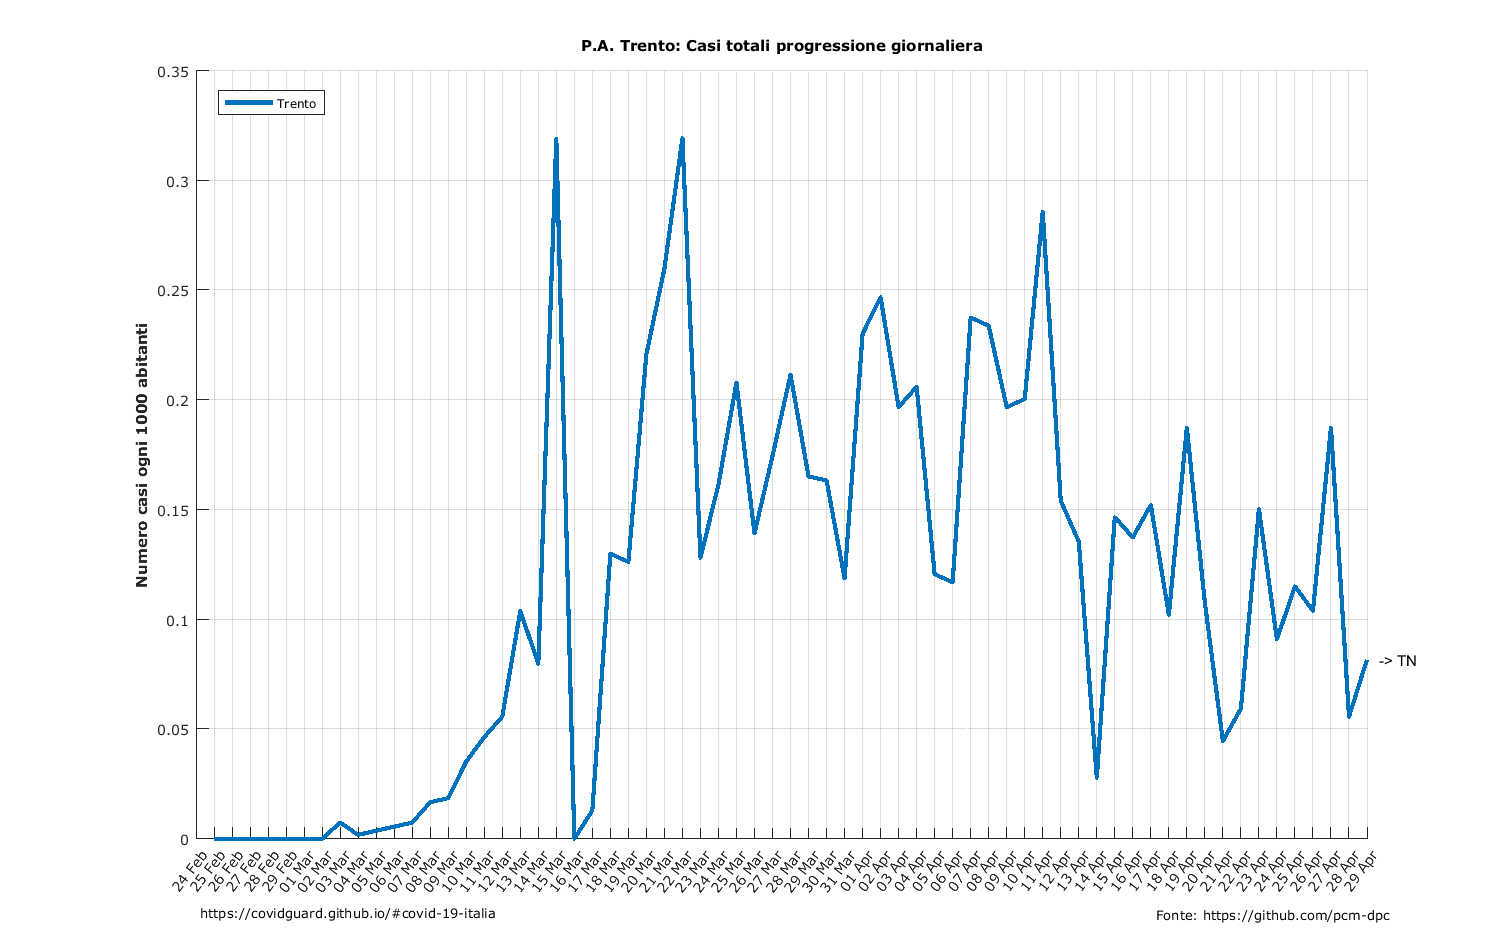 P.A. Trento: Casi totali progressione giornaliera
Trento
Numero casi ogni 1000 abitanti
0.35
0.3
0.25
0.2
0.15
0.1
0.05
0
-> TN
24 Feb
25 Feb
26 Feb
27 Feb
28 Feb
29 Feb
01 Mar
02 Mar
03 Mar
04 Mar
05 Mar
06 Mar
07 Mar
08 Mar
09 Mar
10 Mar
11 Mar
12 Mar
13 Mar
14 Mar
15 Mar
16 Mar
17 Mar
18 Mar
19 Mar
20 Mar
21 Mar
22 Mar
23 Mar
24 Mar
25 Mar
26 Mar
27 Mar
28 Mar
29 Mar
30 Mar
31 Mar
01 Apr
02 Apr
03 Apr
04 Apr
05 Apr
06 Apr
07 Apr
08 Apr
09 Apr
10 Apr
12 Apr
13 Apr
14 Apr
15 Apr
16 Apr
17 Apr
18 Apr
19 Apr
20 Apr
21 Apr
22 Apr
23 Apr
24 Apr
25 Apr
26 Apr
27 Apr
28 Apr
29 Apr
https://covidguard.github.io/#covid-19-italia
Fonte: https://github.com/pcm-dpc